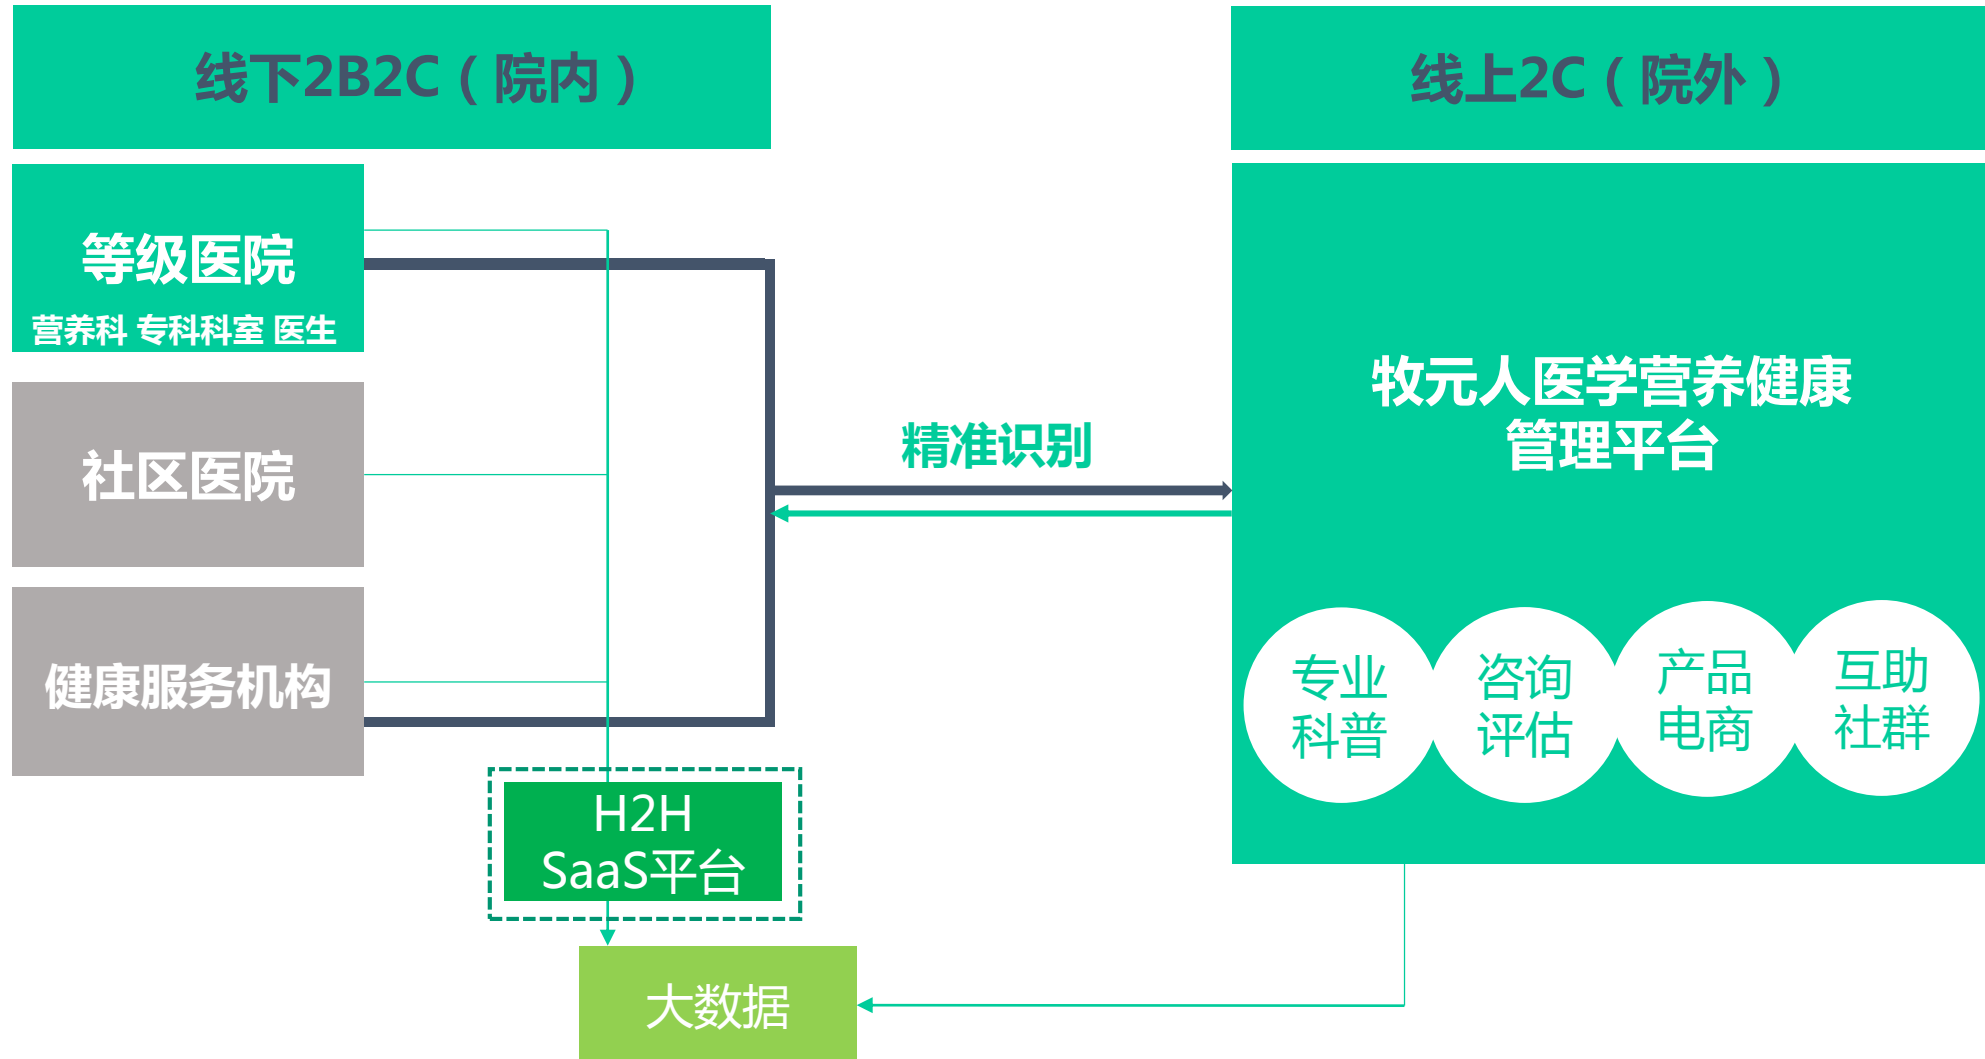 线下2B2C（院内）
线上2C（院外）
等级医院
营养科 专科科室 医生
社区医院
健康服务机构
精准识别
牧元人医学营养健康
管理平台
专业
科普
咨询
评估
产品
电商
互助
社群
H2H
SaaS平台
大数据